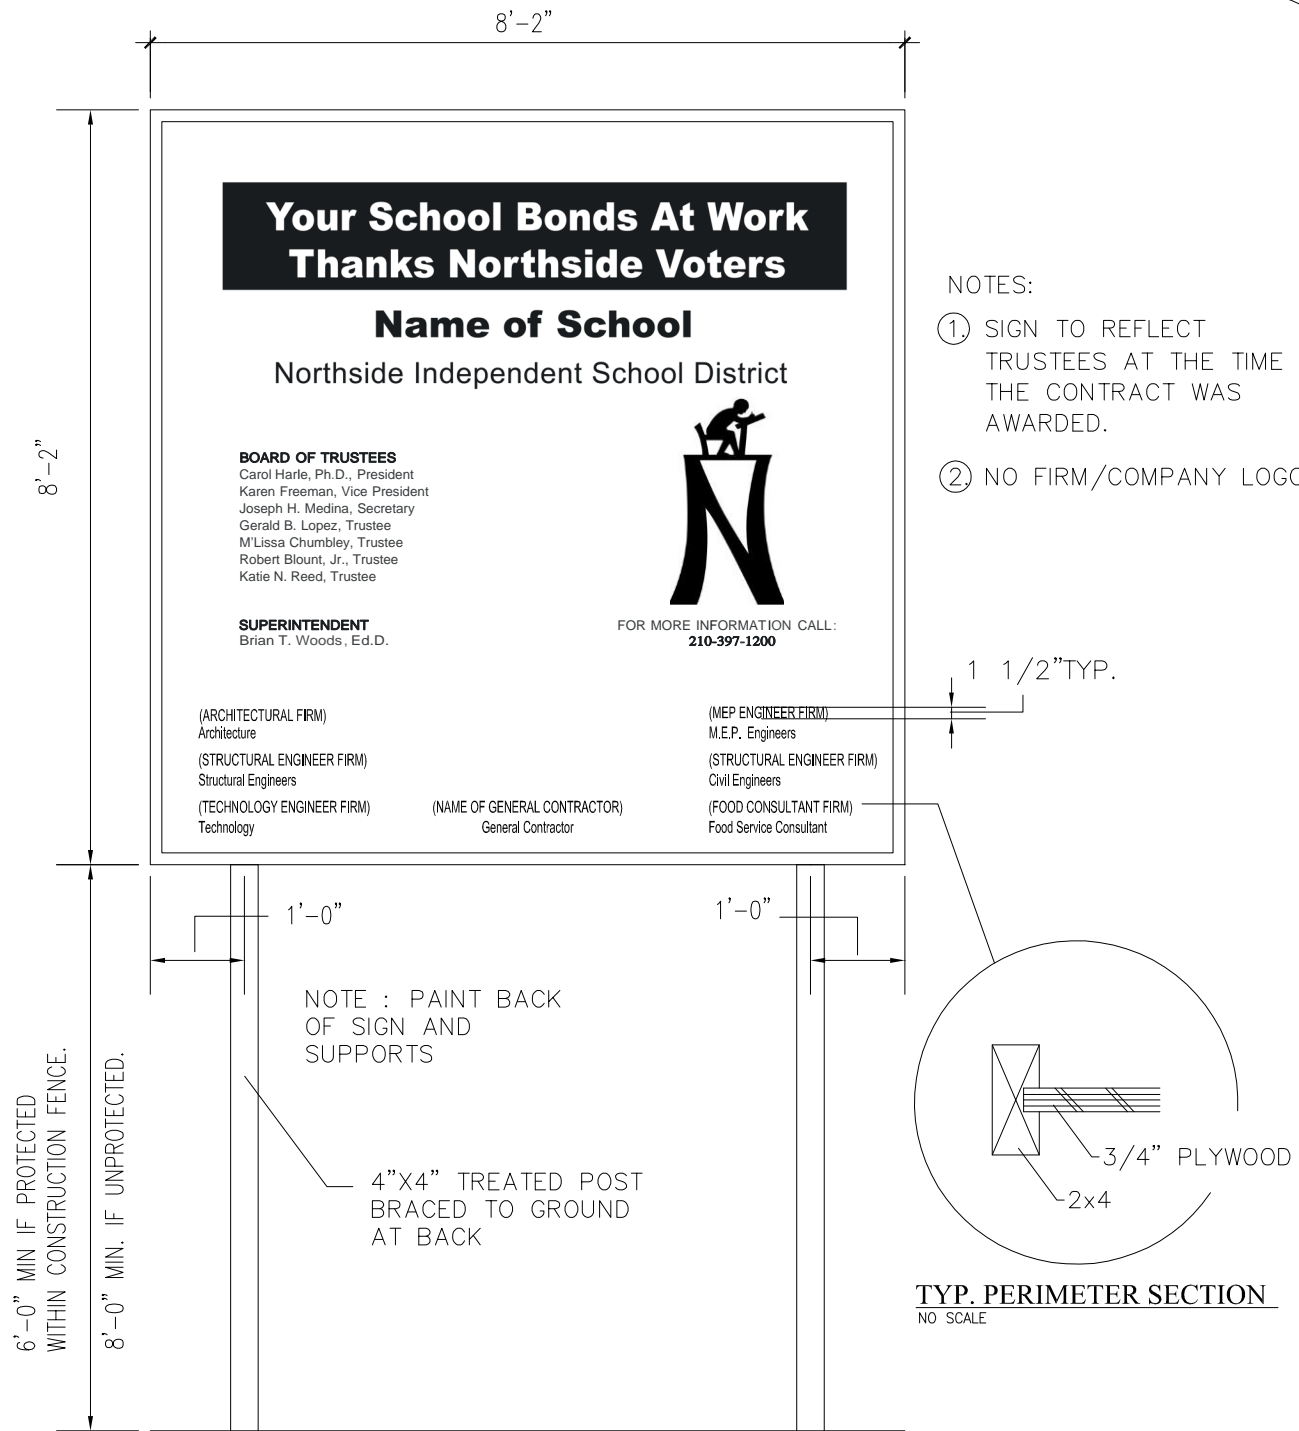 8'-2"
8'-2"
Your School Bonds At Work
Thanks Northside Voters
Name of School
Northside Independent School District
BOARD OF TRUSTEES
Carol Harle, Ph.D., President
Karen Freeman, Vice President
Joseph H. Medina, Secretary
Gerald B. Lopez, Trustee
M'Lissa Chumbley, Trustee
Robert Blount, Jr., Trustee
Katie N. Reed, Trustee
SUPERINTENDENT
Brian T. Woods, Ed.D.
N
FOR MORE INFORMATION CALL:
210-397-1200
(ARCHITECTURAL FIRM)
Architecture
(STRUCTURAL ENGINEER FIRM)
Structural Engineers
(TECHNOLOGY ENGINEER FIRM)
Technology
(NAME OF GENERAL CONTRACTOR)
General Contractor
(MEP ENGINEER FIRM)
M.E.P. Engineers
(STRUCTURAL ENGINEER FIRM)
Civil Engineers
(FOOD CONSULTANT FIRM)
Food Service Consultant
NOTES:
1. SIGN TO REFLECT
TRUSTEES AT THE TIME
THE CONTRACT WAS
AWARDED.
2. NO FIRM/COMPANY LOGO
1 1/2"TYP.
1'-0"
1'-0"
NOTE : PAINT BACK
OF SIGN AND
SUPPORTS
4"X4" TREATED POST
BRACED TO GROUND
AT BACK
6'-0" MIN IF PROTECTED
WITHIN CONSTRUCTION FENCE.
8'-0" MIN. IF UNPROTECTED.
3/4" PLYWOOD
2x4
TYP. PERIMETER SECTION
NO SCALE